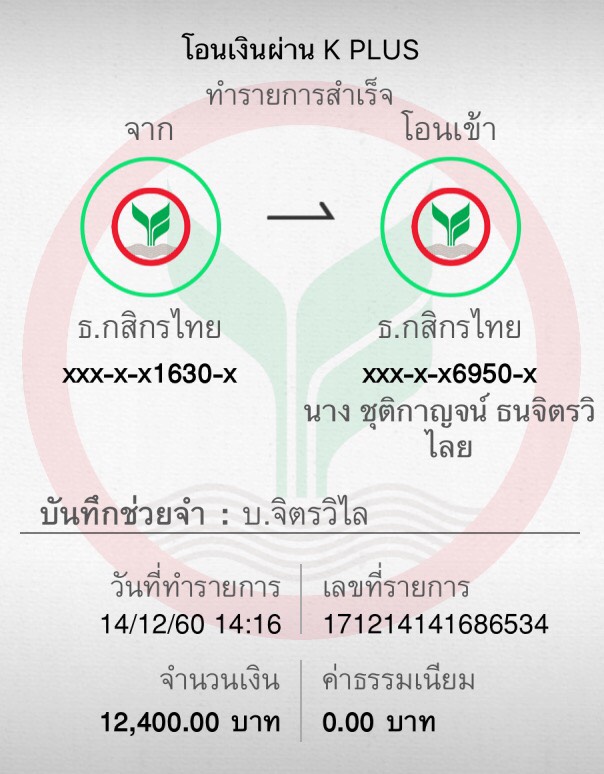 โอนเงินผ่าน K PLUS
ทำรายการสำเร็จ
จาก
โอนเข้า
ธ.กสิกรไทย
xxx-x-x1630-x
ธ.กสิกรไทย
xxx-x-x6950-x
นาง ชุติกาญจน์ ธนจิตรวิ
ไลย
บันทึกช่วยจำ : บ.จิตรวิไล
วันที่ทำรายการ
14/12/60 14:16
เลขที่รายการ
171214141686534
จำนวนเงิน
12,400.00 บาท
ค่าธรรมเนียม
0.00 บาท